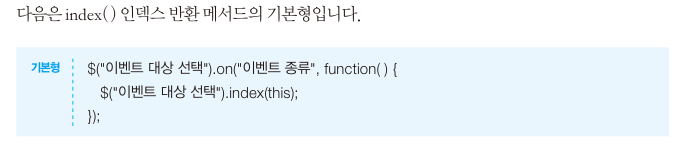 다음은 index( ) 인덱스 반환 메서드의 기본형입니다.
기본형 $("이벤트 대상 선택").on("이벤트 종류", function( ) {
$("이벤트 대상 선택").index(this);
});